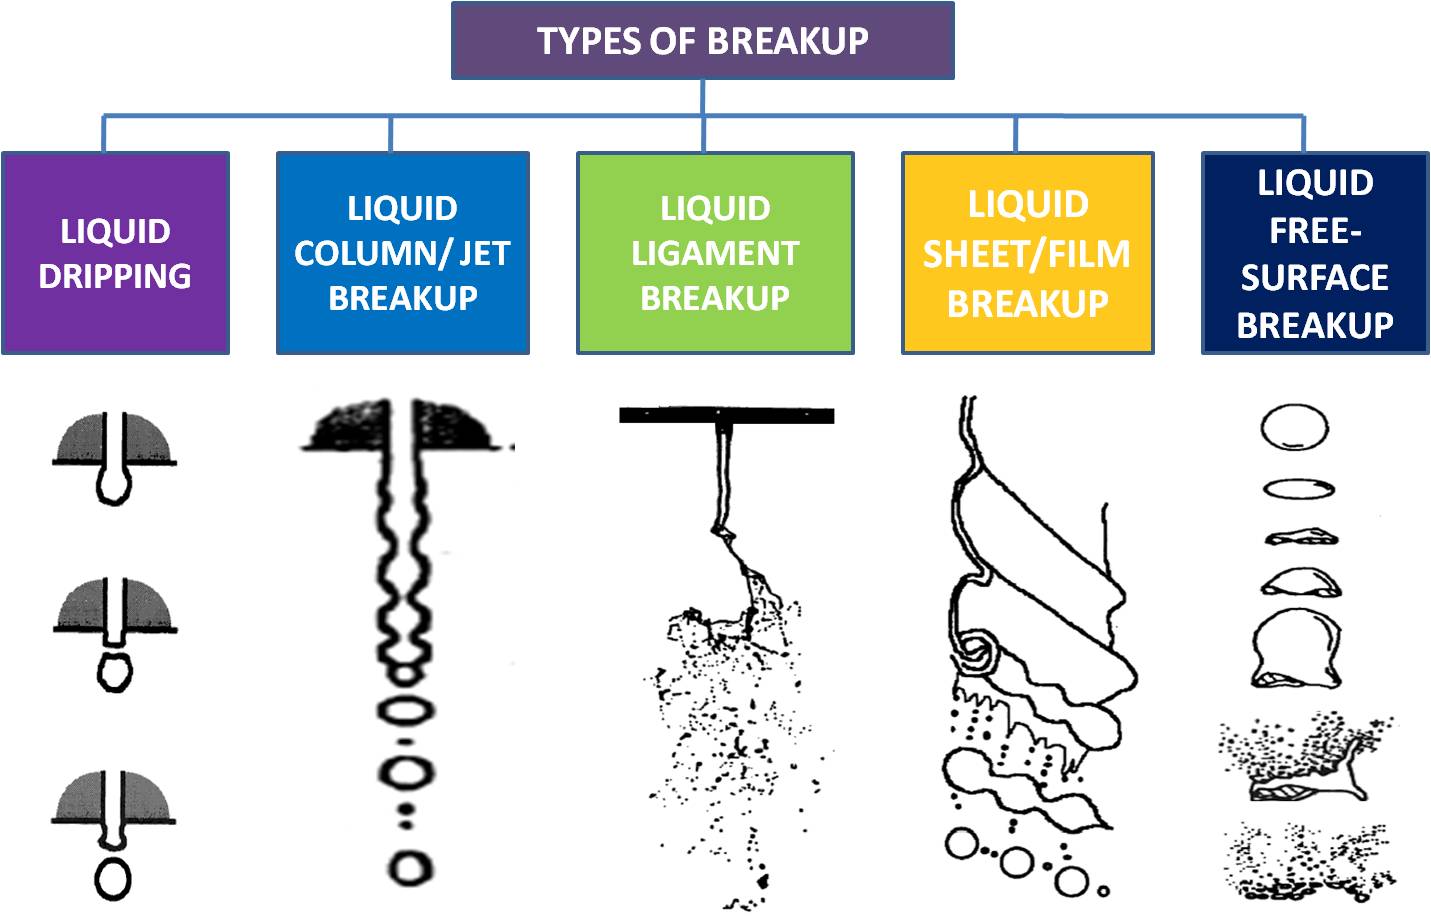 TYPES OF BREAKUP
LIQUID
DRIPPING
LIQUID
COLUMN/ JET
BREAKUP
LIQUID
LIGAMENT
BREAKUP
LIQUID
SHEET/FILM
BREAKUP
LIQUID
FREE-
SURFACE
BREAKUP